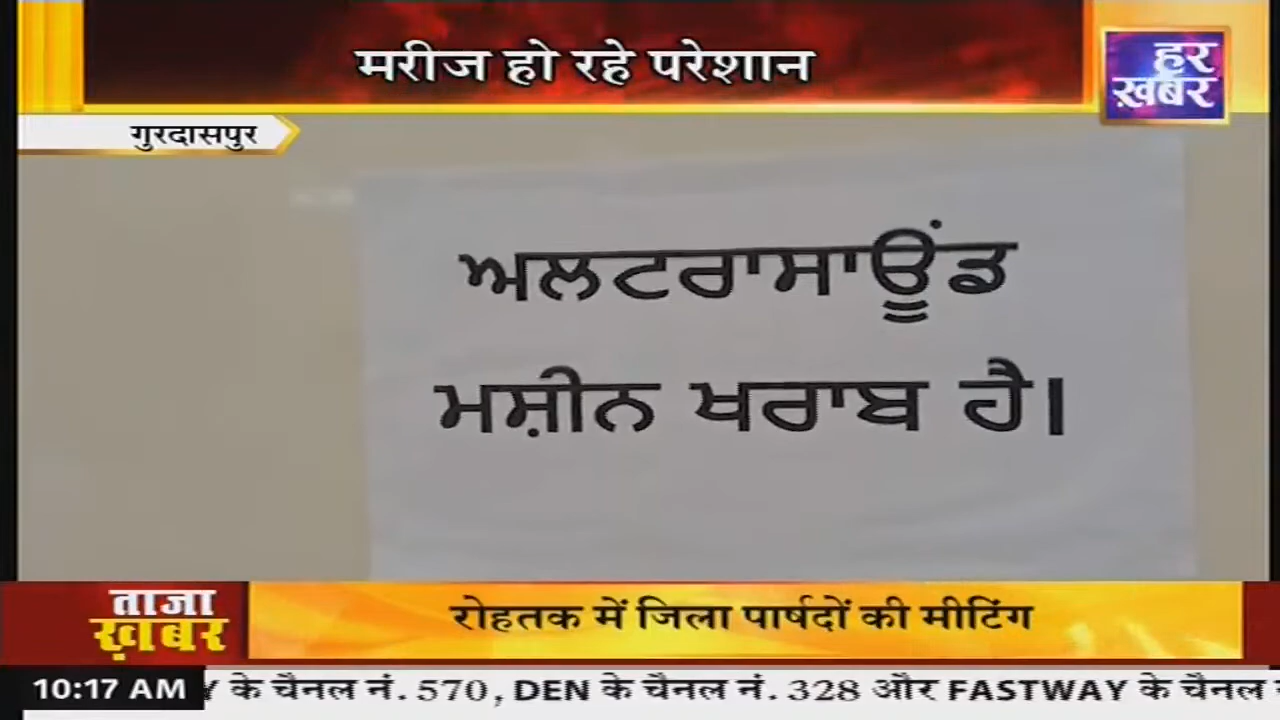 मरीज हो रहे परेशान
हर
ख़बर
गुरदासपुर
ਅਲਟਰਾਸਾਊਂਡ
ਮਸ਼ੀਨ ਖਰਾਬ ਹੈ।
ताजा
ख़बर
रोहतक में जिला पार्षदों की मीटिंग
10:17 AM
के चैनल नं. 570, DEN के चैनल नं. 328 और FASTWAY के चैनल